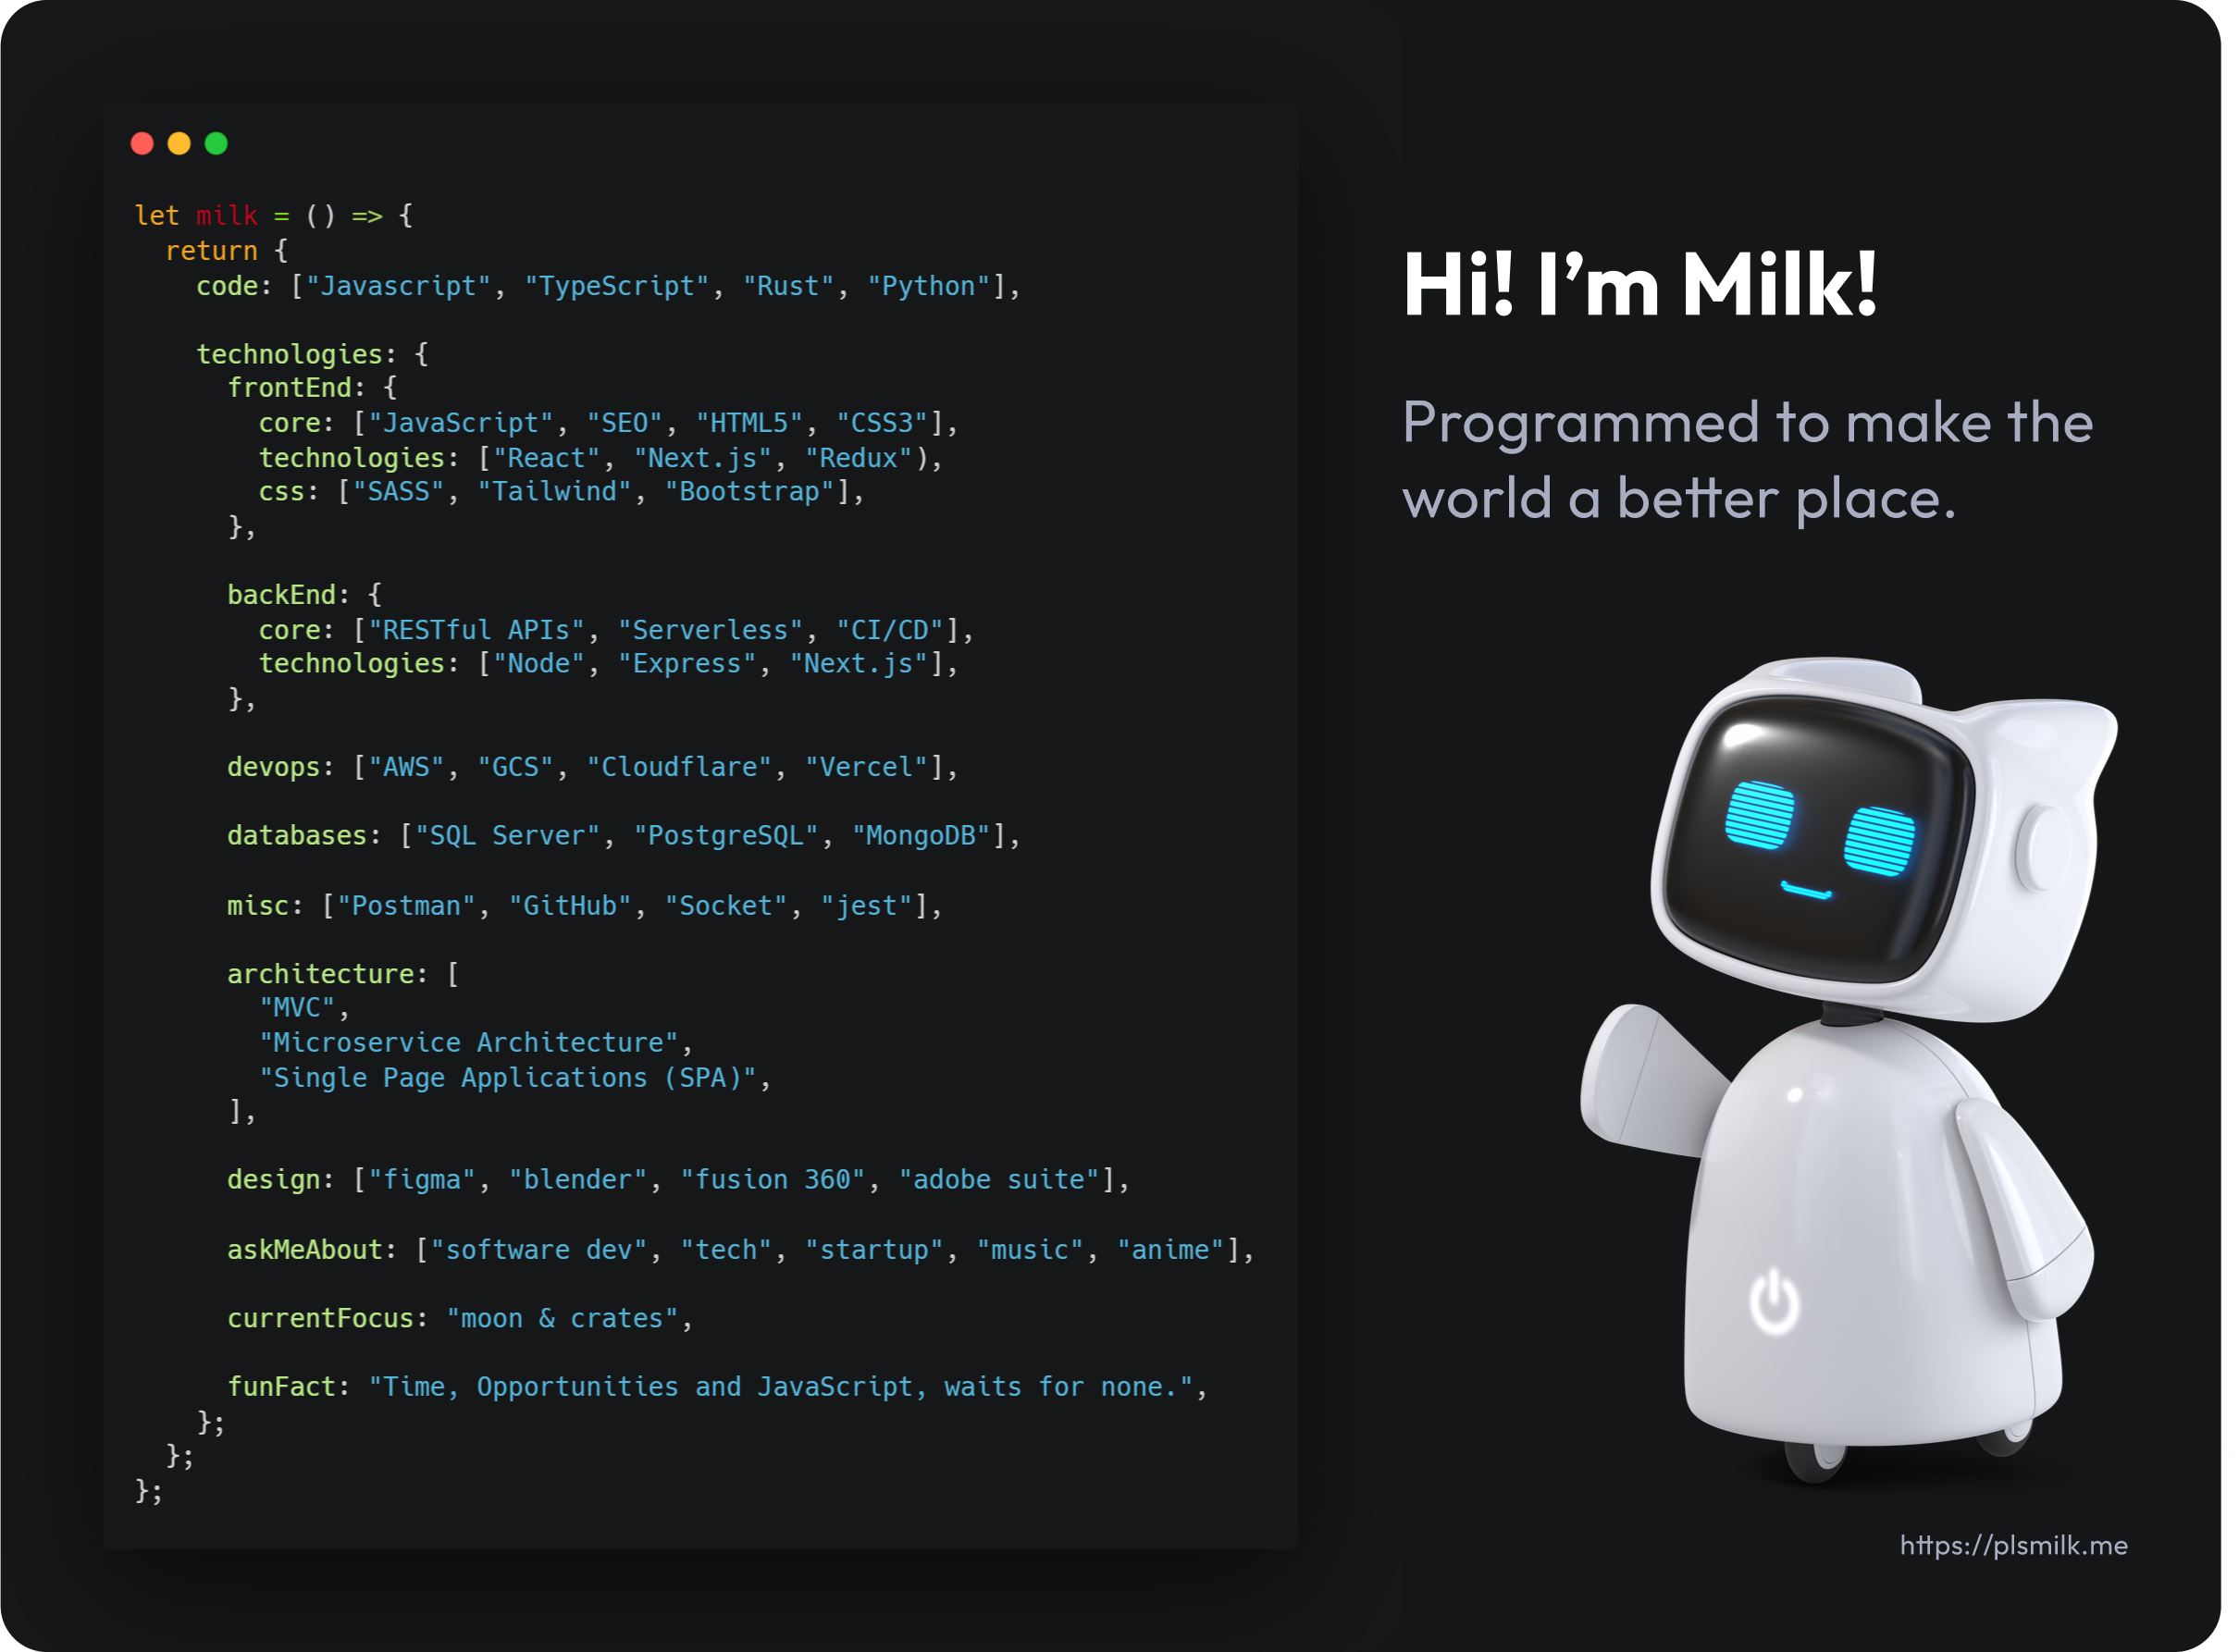 let milk = () => {
return {
code: ["Javascript", "TypeScript", "Rust", "Python"],
technologies: {
frontEnd: {
core: ["JavaScript", "SEO", "HTML5", "CSS3"],
technologies: ["React", "Next.js", "Redux"),
css: ["SASS", "Tailwind", "Bootstrap"],
},
backEnd: {
core: ["RESTful APIs", "Serverless", "CI/CD"],
technologies: ["Node", "Express", "Next.js"],
},
devops: ["AWS", "GCS", "Cloudflare", "Vercel"],
databases: ["SQL Server", "PostgreSQL", "MongoDB"],
misc: ["Postman", "GitHub", "Socket", "jest"],
architecture: [
"MVC",
"Microservice Architecture",
"Single Page Applications (SPA)",
],
design: ["figma", "blender", "fusion 360", "adobe suite"],
askMeAbout: ["software dev", "tech", "startup", "music", "anime"],
currentFocus: "moon & crates",
funFact: "Time, Opportunities and JavaScript, waits for none.",
};
};
};
Hi! I’m Milk!
Programmed to make the
world a better place.
https://plsmilk.me